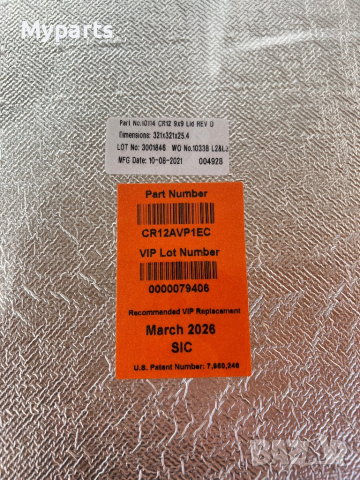 Myparts
Part No:10114 CR12 9x9 Lid REV D
Dimensions: 321x321x25.4
LOT No: 3001846 WO No.10338 L2&L3
MFG Date: 10-08-2021 004928
Part Number
CR12AVP1EC
VIP Lot Number
0000079406
Recommended VIP Replacement
March 2026
SIC
U.S. Patent Number: 7,950,246